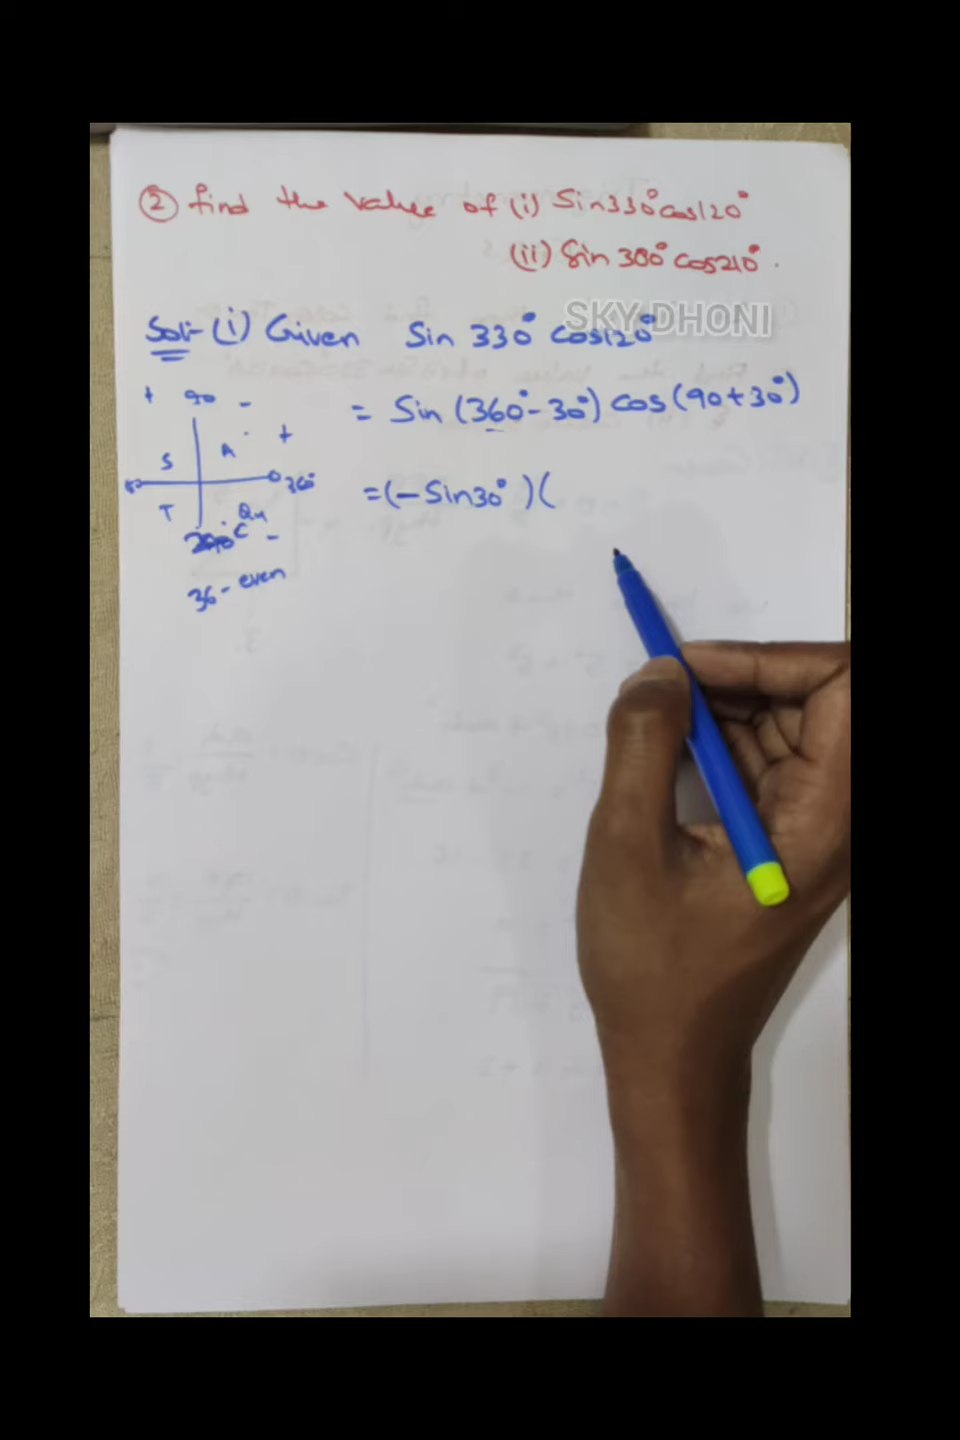 ② find the value of (i) Sin330°cos120°
(ii) Sin 300° cos210°.
SKY DHONI
Sol:- (i) Given Sin 330° cos120°
= Sin (360°-30°) cos (90+30°)
=(-Sin30°)(
+ 90 -
S A +
360°
T Q4
C -
36- even